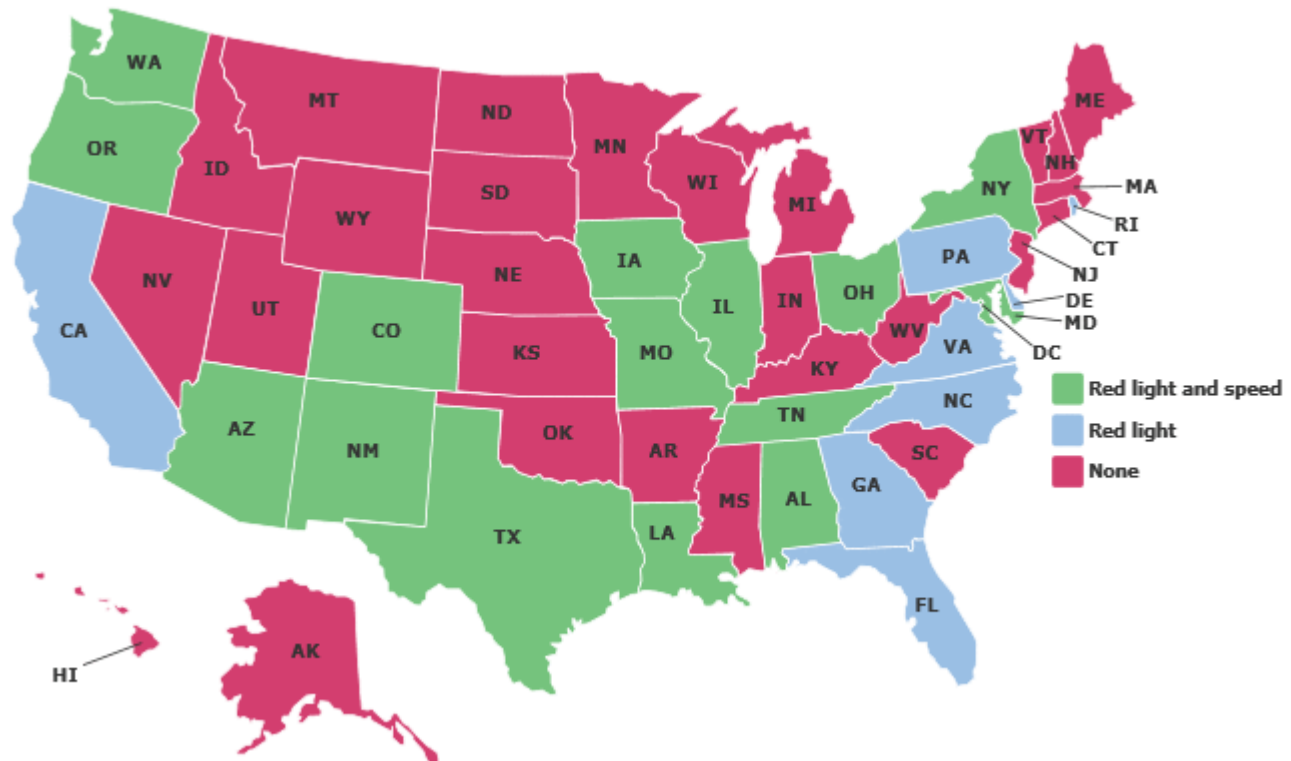 WA
MT
ND
MN
ME
VT
NH
OR
ID
SD
WI
MI
NY
MA
WY
RI
CT
NJ
NV
UT
NE
IA
PA
CA
CO
IL
IN
OH
DE
MD
DC
KS
MO
WV
VA
KY
AZ
NM
OK
AR
TN
NC
SC
Red light and speed
Red light
None
TX
LA
MS
AL
GA
FL
HI
AK